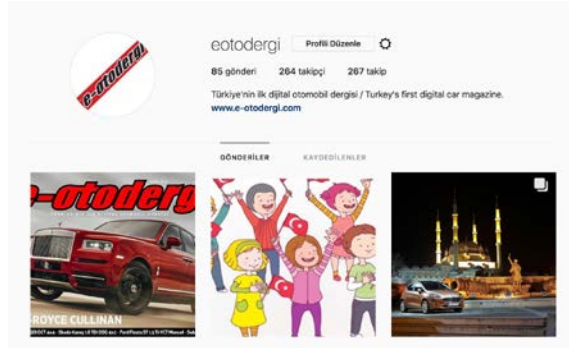 e-otodergi
eotodergi Profili Düzenle
85 gönderi 264 takipçi 267 takip
Türkiye'nin ilk dijital otomobil dergisi / Turkey's first digital car magazine.
www.e-otodergi.com
GÖNDERİLER KAYDEDİLENLER
e-otodergi
-ROYCE CULLINAN